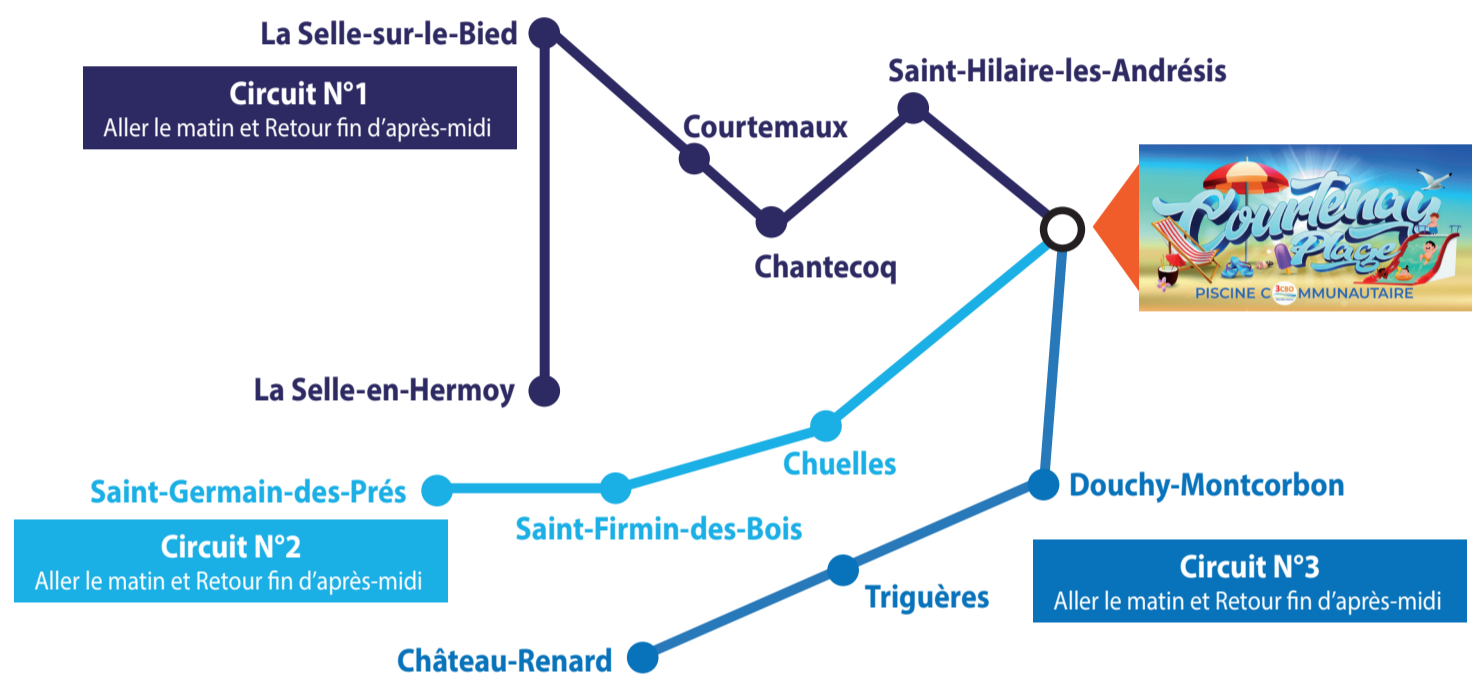 La Selle-sur-le-Bied
Circuit N°1
Aller le matin et Retour fin d'après-midi
Saint-Hilaire-les-Andrésis
Courtemaux
Chantecoq
Courtenay
Plage
PISCINE COMMUNAUTAIRE
3CBO
La Selle-en-Hermoy
Chuelles
Saint-Germain-des-Prés
Saint-Firmin-des-Bois
Circuit N°2
Aller le matin et Retour fin d'après-midi
Douchy-Montcorbon
Circuit N°3
Aller le matin et Retour fin d'après-midi
Triguères
Château-Renard